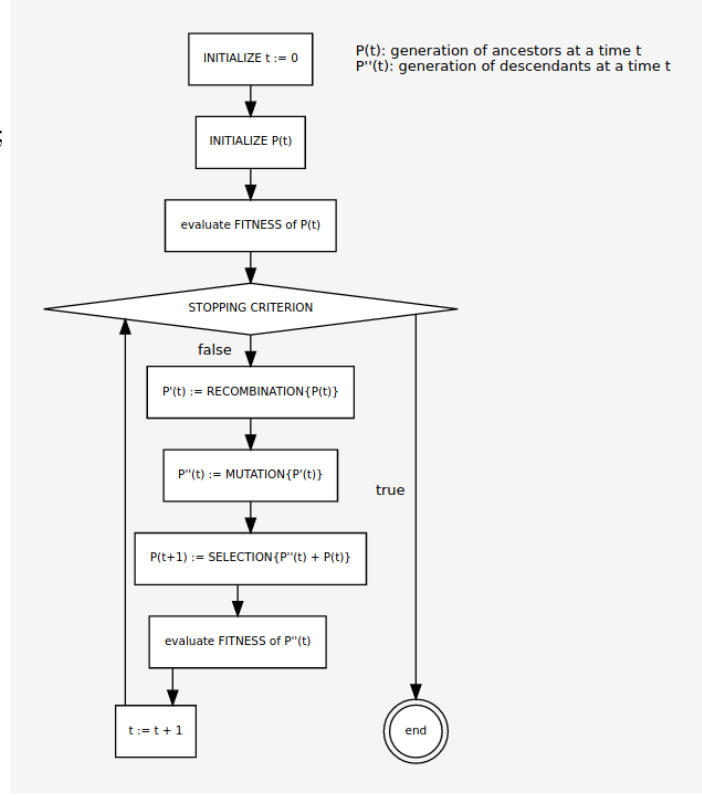 INITIALIZE t := 0
P(t): generation of ancestors at a time t
P''(t): generation of descendants at a time t
INITIALIZE P(t)
evaluate FITNESS of P(t)
STOPPING CRITERION
false
P'(t) := RECOMBINATION{P(t)}
P''(t) := MUTATION{P'(t)}
true
P(t+1) := SELECTION{P''(t) + P(t)}
evaluate FITNESS of P''(t)
t := t + 1
end